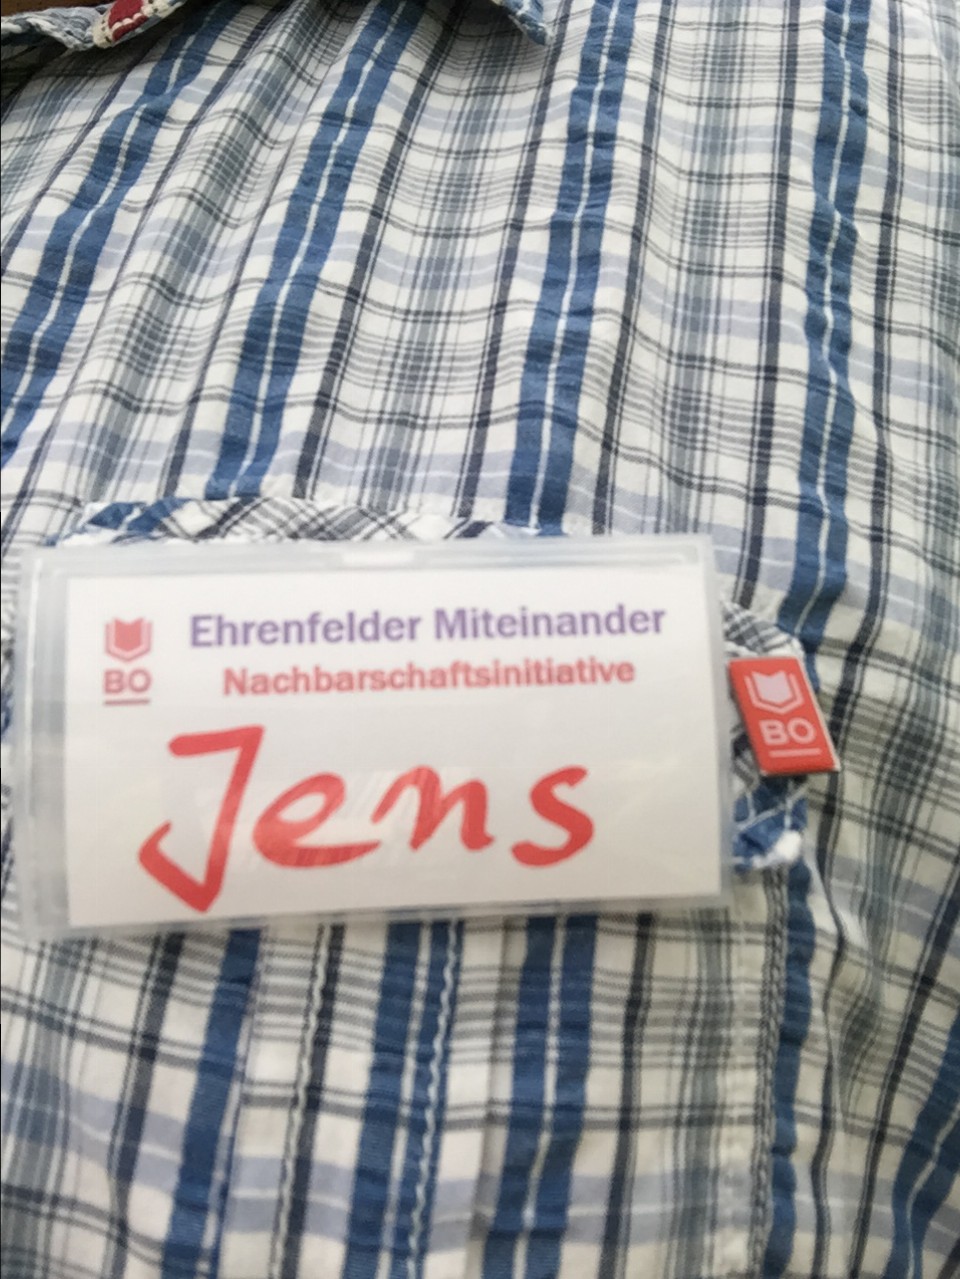 Ehrenfelder Miteinander
BO
Nachbarschaftsinitiative
Jens
BO